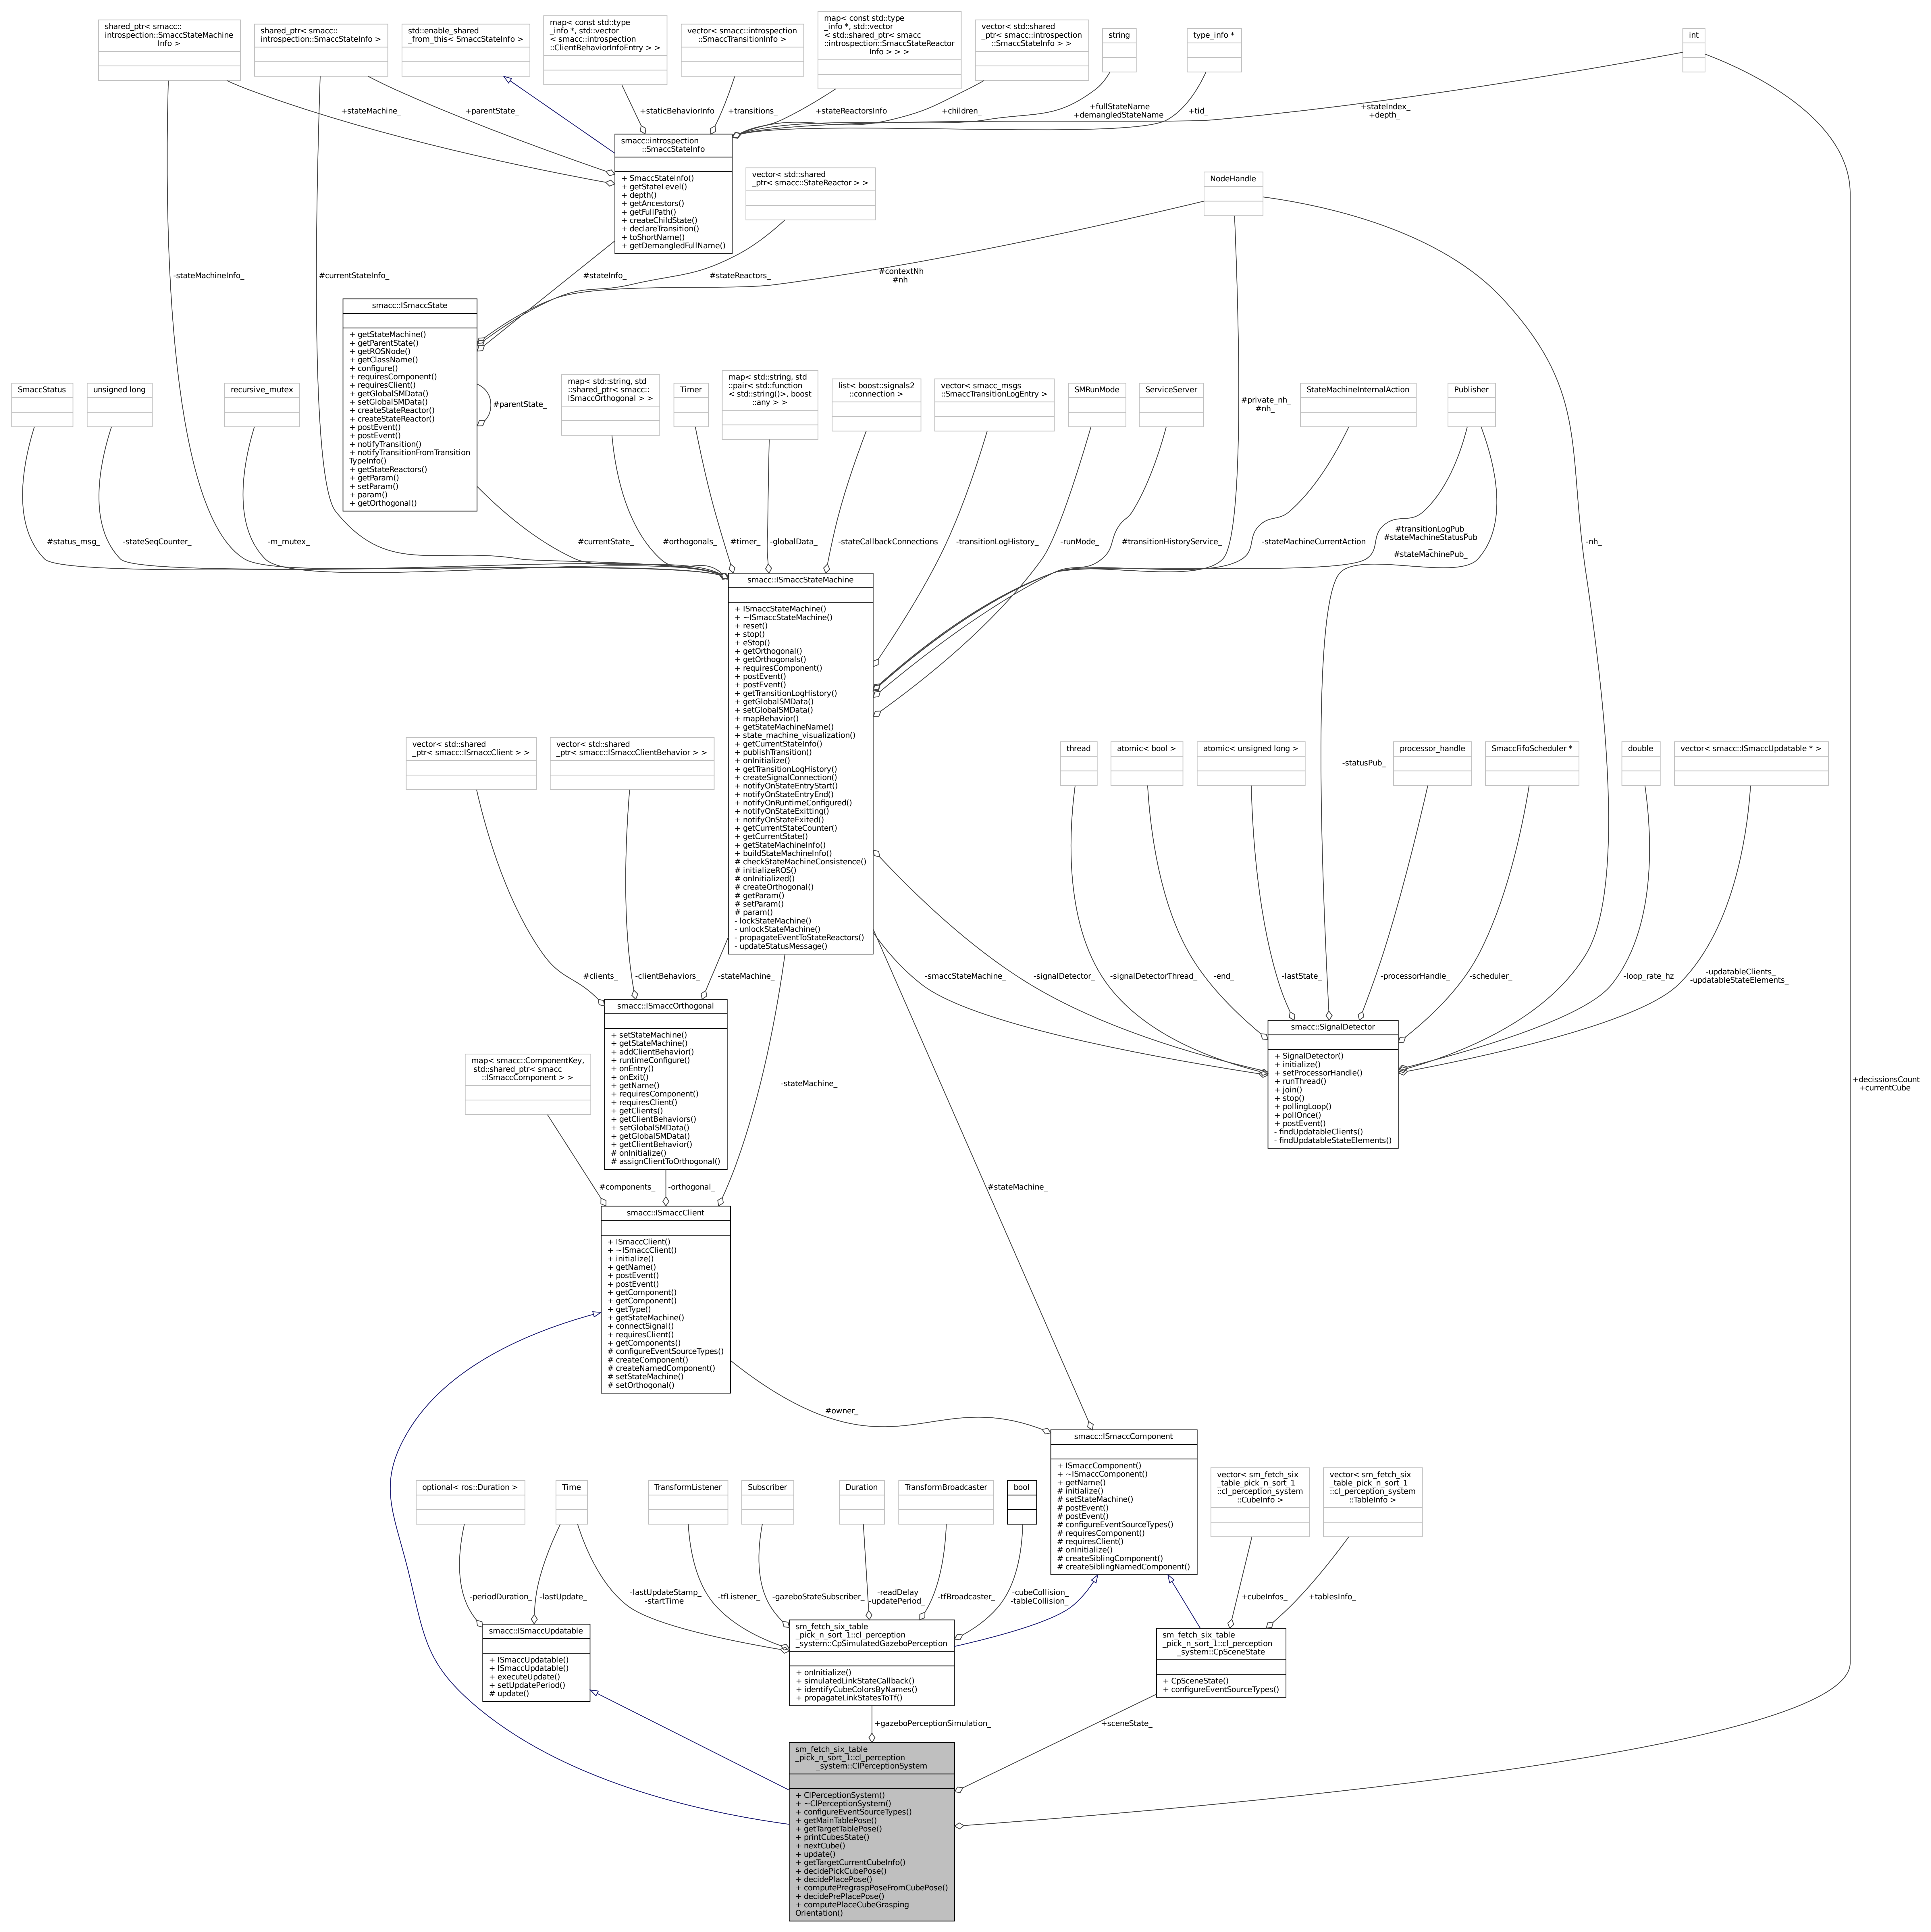 shared_ptr< smacc::
introspection::SmaccStateMachine
Info >
shared_ptr< smacc::
introspection::SmaccStateInfo >
std::enable_shared
_from_this< SmaccStateInfo >
map< const std::type
_info *, std::vector
< smacc::introspection
::ClientBehaviorInfoEntry > >
vector< smacc::introspection
::SmaccTransitionInfo >
map< const std::type
_info *, std::vector
< std::shared_ptr< smacc
::introspection::SmaccStateReactor
Info > > >
vector< std::shared
_ptr< smacc::introspection
::SmaccStateInfo > >
string
type_info *
int
+stateMachine_
+parentState_
+staticBehaviorInfo
+transitions_
+stateReactorsInfo
+children_
+fullStateName
+demangledStateName
+tid_
+stateIndex_
+depth_
smacc::introspection
::SmaccStateInfo
+ SmaccStateInfo()
+ getStateLevel()
+ depth()
+ getAncestors()
+ getFullPath()
+ createChildState()
+ declareTransition()
+ toShortName()
+ getDemangledFullName()
vector< std::shared
_ptr< smacc::StateReactor > >
NodeHandle
-stateMachineInfo_
#currentStateInfo_
#stateInfo_
#stateReactors_
#contextNh
#nh
smacc::ISmaccState
+ getStateMachine()
+ getParentState()
+ getROSNode()
+ getClassName()
+ configure()
+ requiresComponent()
+ requiresClient()
+ getGlobalSMData()
+ setGlobalSMData()
+ createStateReactor()
+ createStateReactor()
+ postEvent()
+ postEvent()
+ notifyTransition()
+ notifyTransitionFromTransition
TypeInfo()
+ getStateReactors()
+ getParam()
+ setParam()
+ param()
+ getOrthogonal()
#parentState_
SmaccStatus
unsigned long
recursive_mutex
map< std::string, std
::shared_ptr< smacc::
ISmaccOrthogonal > >
Timer
map< std::string, std
::pair< std::function
< std::string()>, boost
::any > >
list< boost::signals2
::connection >
vector< smacc_msgs
::SmaccTransitionLogEntry >
SMRunMode
ServiceServer
#private_nh_
#nh_
StateMachineInternalAction
Publisher
#status_msg_
-stateSeqCounter_
-m_mutex_
#currentState_
#orthogonals_
#timer_
-globalData_
-stateCallbackConnections
-transitionLogHistory_
-runMode_
#transitionHistoryService_
-stateMachineCurrentAction
#transitionLogPub_
#stateMachineStatusPub
_
#stateMachinePub_
-nh_
smacc::ISmaccStateMachine
+ ISmaccStateMachine()
+ ~ISmaccStateMachine()
+ reset()
+ stop()
+ eStop()
+ getOrthogonal()
+ getOrthogonals()
+ requiresComponent()
+ postEvent()
+ postEvent()
+ getTransitionLogHistory()
+ getGlobalSMData()
+ setGlobalSMData()
+ mapBehavior()
+ getStateMachineName()
+ state_machine_visualization()
+ getCurrentStateInfo()
+ publishTransition()
+ onInitialize()
+ getTransitionLogHistory()
+ createSignalConnection()
+ notifyOnStateEntryStart()
+ notifyOnStateEntryEnd()
+ notifyOnRuntimeConfigured()
+ notifyOnStateExitting()
+ notifyOnStateExited()
+ getCurrentStateCounter()
+ getCurrentState()
+ getStateMachineInfo()
+ buildStateMachineInfo()
# checkStateMachineConsistence()
# initializeROS()
# onInitialized()
# createOrthogonal()
# getParam()
# setParam()
# param()
- lockStateMachine()
- unlockStateMachine()
- propagateEventToStateReactors()
- updateStatusMessage()
vector< std::shared
_ptr< smacc::ISmaccClient > >
vector< std::shared
_ptr< smacc::ISmaccClientBehavior > >
thread
atomic< bool >
atomic< unsigned long >
-statusPub_
processor_handle
SmaccFifoScheduler *
double
vector< smacc::ISmaccUpdatable * >
#clients_
-clientBehaviors_
-stateMachine_
-smaccStateMachine_
-signalDetector_
-signalDetectorThread_
-end_
-lastState_
-processorHandle_
-scheduler_
-loop_rate_hz
-updatableClients_
-updatableStateElements_
smacc::ISmaccOrthogonal
+ setStateMachine()
+ getStateMachine()
+ addClientBehavior()
+ runtimeConfigure()
+ onEntry()
+ onExit()
+ getName()
+ requiresComponent()
+ requiresClient()
+ getClients()
+ getClientBehaviors()
+ setGlobalSMData()
+ getGlobalSMData()
+ getClientBehavior()
# onInitialize()
# assignClientToOrthogonal()
smacc::SignalDetector
+ SignalDetector()
+ initialize()
+ setProcessorHandle()
+ runThread()
+ join()
+ stop()
+ pollingLoop()
+ pollOnce()
+ postEvent()
- findUpdatableClients()
- findUpdatableStateElements()
map< smacc::ComponentKey,
std::shared_ptr< smacc
::ISmaccComponent > >
-stateMachine_
+decissionsCount
+currentCube
#components_
-orthogonal_
#stateMachine_
smacc::ISmaccClient
+ ISmaccClient()
+ ~ISmaccClient()
+ initialize()
+ getName()
+ postEvent()
+ postEvent()
+ getComponent()
+ getComponent()
+ getType()
+ getStateMachine()
+ connectSignal()
+ requiresClient()
+ getComponents()
# configureEventSourceTypes()
# createComponent()
# createNamedComponent()
# setStateMachine()
# setOrthogonal()
#owner_
smacc::ISmaccComponent
+ ISmaccComponent()
+ ~ISmaccComponent()
+ getName()
# initialize()
# setStateMachine()
# postEvent()
# postEvent()
# configureEventSourceTypes()
# requiresComponent()
# requiresClient()
# onInitialize()
# createSiblingComponent()
# createSiblingNamedComponent()
optional< ros::Duration >
Time
TransformListener
Subscriber
Duration
TransformBroadcaster
bool
vector< sm_fetch_six
_table_pick_n_sort_1
::cl_perception_system
::CubeInfo >
vector< sm_fetch_six
_table_pick_n_sort_1
::cl_perception_system
::TableInfo >
-periodDuration_
-lastUpdate_
-lastUpdateStamp_
-startTime
-tfListener_
-gazeboStateSubscriber_
-readDelay
-updatePeriod_
-tfBroadcaster_
-cubeCollision_
-tableCollision_
+cubeInfos_
+tablesInfo_
smacc::ISmaccUpdatable
+ ISmaccUpdatable()
+ ISmaccUpdatable()
+ executeUpdate()
+ setUpdatePeriod()
# update()
sm_fetch_six_table
_pick_n_sort_1::cl_perception
_system::CpSimulatedGazeboPerception
+ onInitialize()
+ simulatedLinkStateCallback()
+ identifyCubeColorsByNames()
+ propagateLinkStatesToTf()
sm_fetch_six_table
_pick_n_sort_1::cl_perception
_system::CpSceneState
+ CpSceneState()
+ configureEventSourceTypes()
+gazeboPerceptionSimulation_
+sceneState_
sm_fetch_six_table
_pick_n_sort_1::cl_perception
_system::ClPerceptionSystem
+ ClPerceptionSystem()
+ ~ClPerceptionSystem()
+ configureEventSourceTypes()
+ getMainTablePose()
+ getTargetTablePose()
+ printCubesState()
+ nextCube()
+ update()
+ getTargetCurrentCubeInfo()
+ decidePickCubePose()
+ decidePlacePose()
+ computePregraspPoseFromCubePose()
+ decidePrePlacePose()
+ computePlaceCubeGrasping
Orientation()